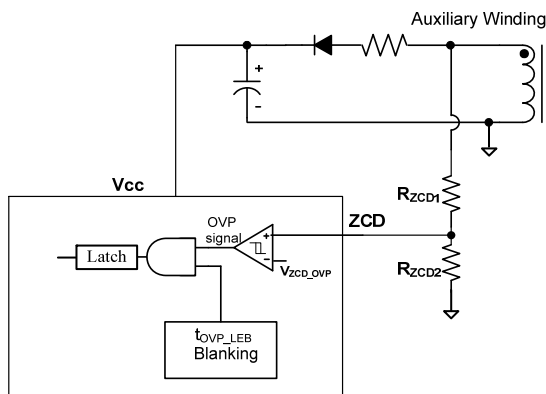 Auxiliary Winding
+
-
RZCD1
Vcc
ZCD
OVP
signal
+
-
VZCD_OVP
Latch
RZCD2
tOVP_LEB
Blanking